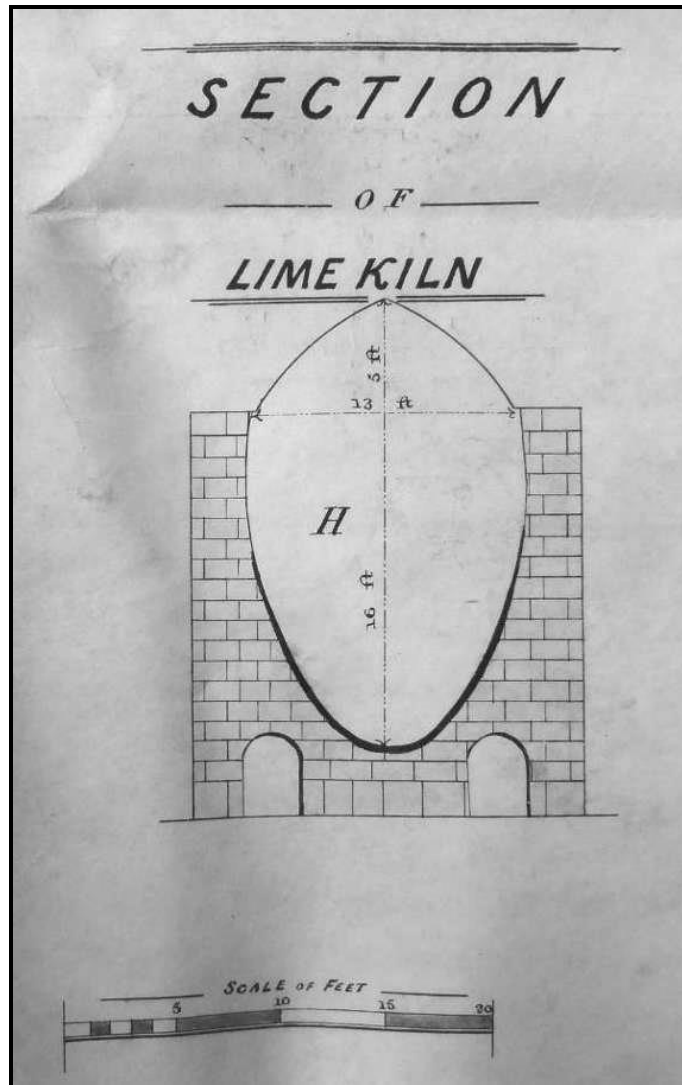 SECTION
OF
LIME KILN
5 ft
13 ft
H
16 ft
SCALE OF FEET
5 10 15 20